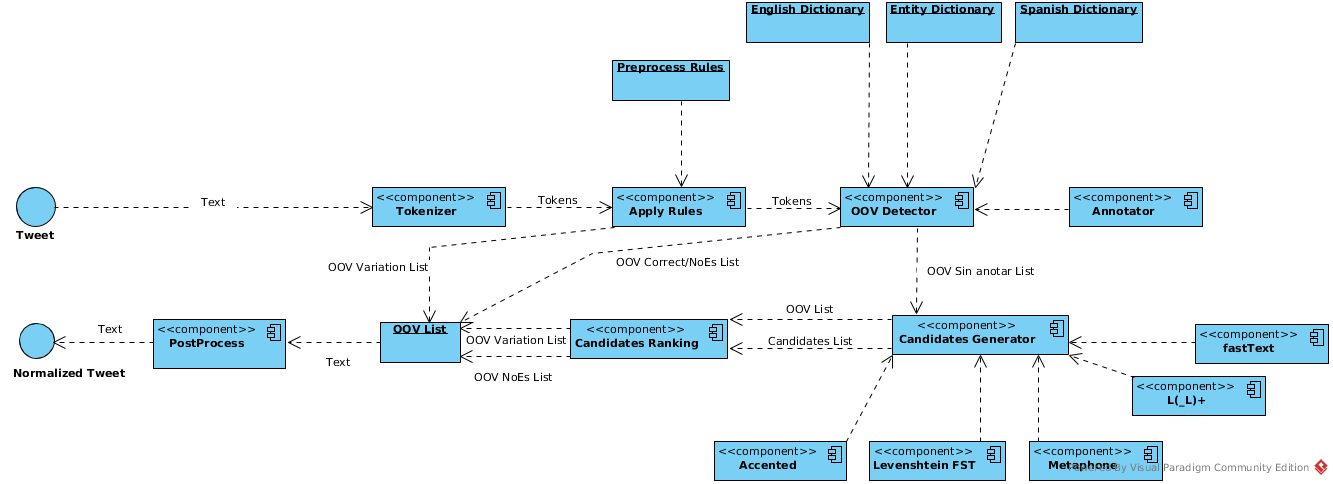 English Dictionary
Entity Dictionary
Spanish Dictionary
Preprocess Rules
Tweet
Text
<<component>>
Tokenizer
Tokens
<<component>>
Apply Rules
Tokens
<<component>>
OOV Detector
<<component>>
Annotator
OOV Variation List
OOV Correct/NoEs List
OOV Sin anotar List
Normalized Tweet
Text
<<component>>
PostProcess
Text
OOV List
OOV Variation List
OOV NoEs List
<<component>>
Candidates Ranking
OOV List
Candidates List
<<component>>
Candidates Generator
<<component>>
fastText
<<component>>
L(_L)+
<<component>>
Accented
<<component>>
Levenshtein FST
<<component>>
Metaphone
Powered By Visual Paradigm Community Edition